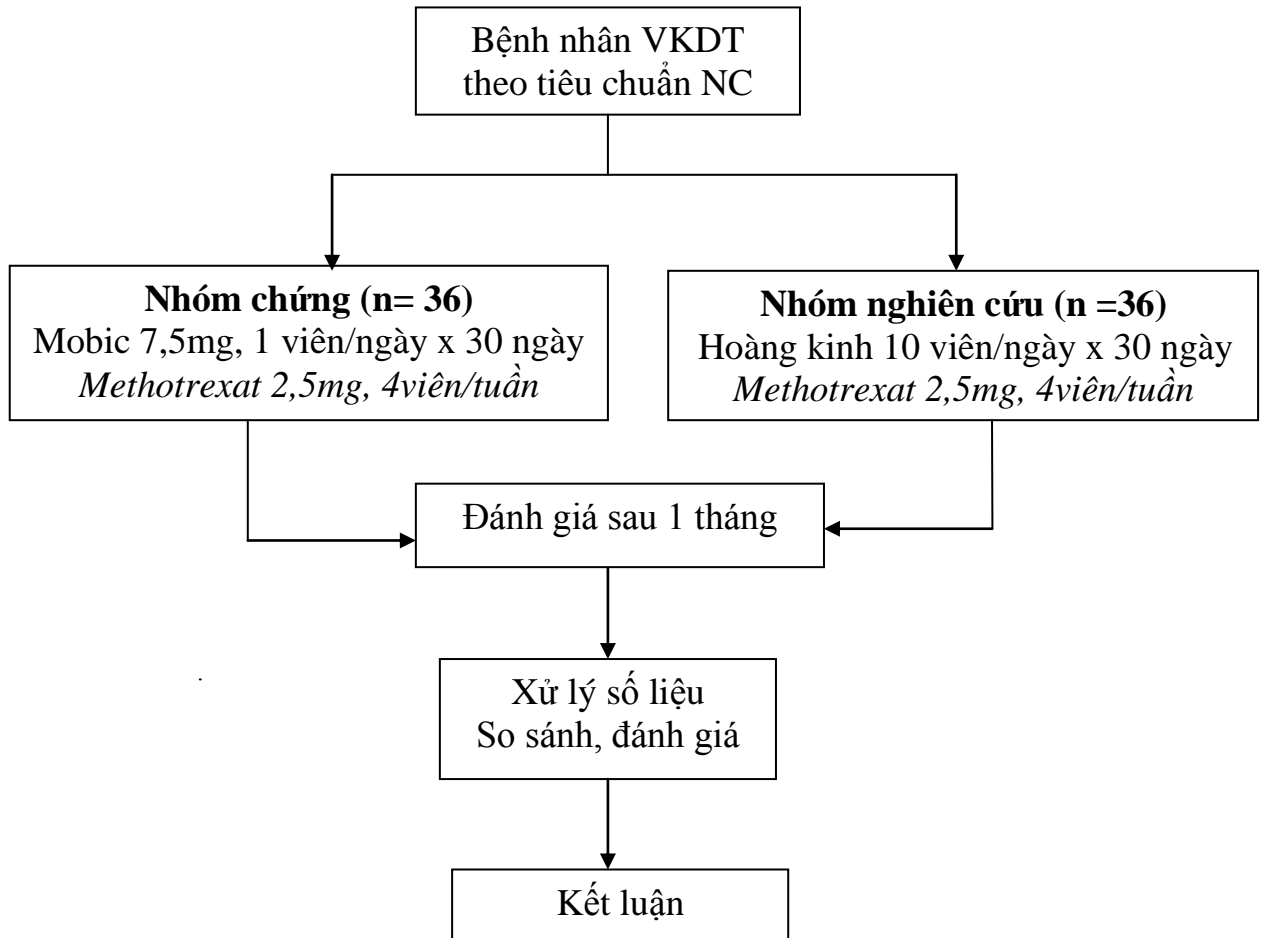 Bệnh nhân VKDT
theo tiêu chuẩn NC
Nhóm chứng (n= 36)
Mobic 7,5mg, 1 viên/ngày x 30 ngày
Methotrexat 2,5mg, 4viên/tuần
Nhóm nghiên cứu (n =36)
Hoàng kinh 10 viên/ngày x 30 ngày
Methotrexat 2,5mg, 4viên/tuần
Đánh giá sau 1 tháng
Xử lý số liệu
So sánh, đánh giá
Kết luận